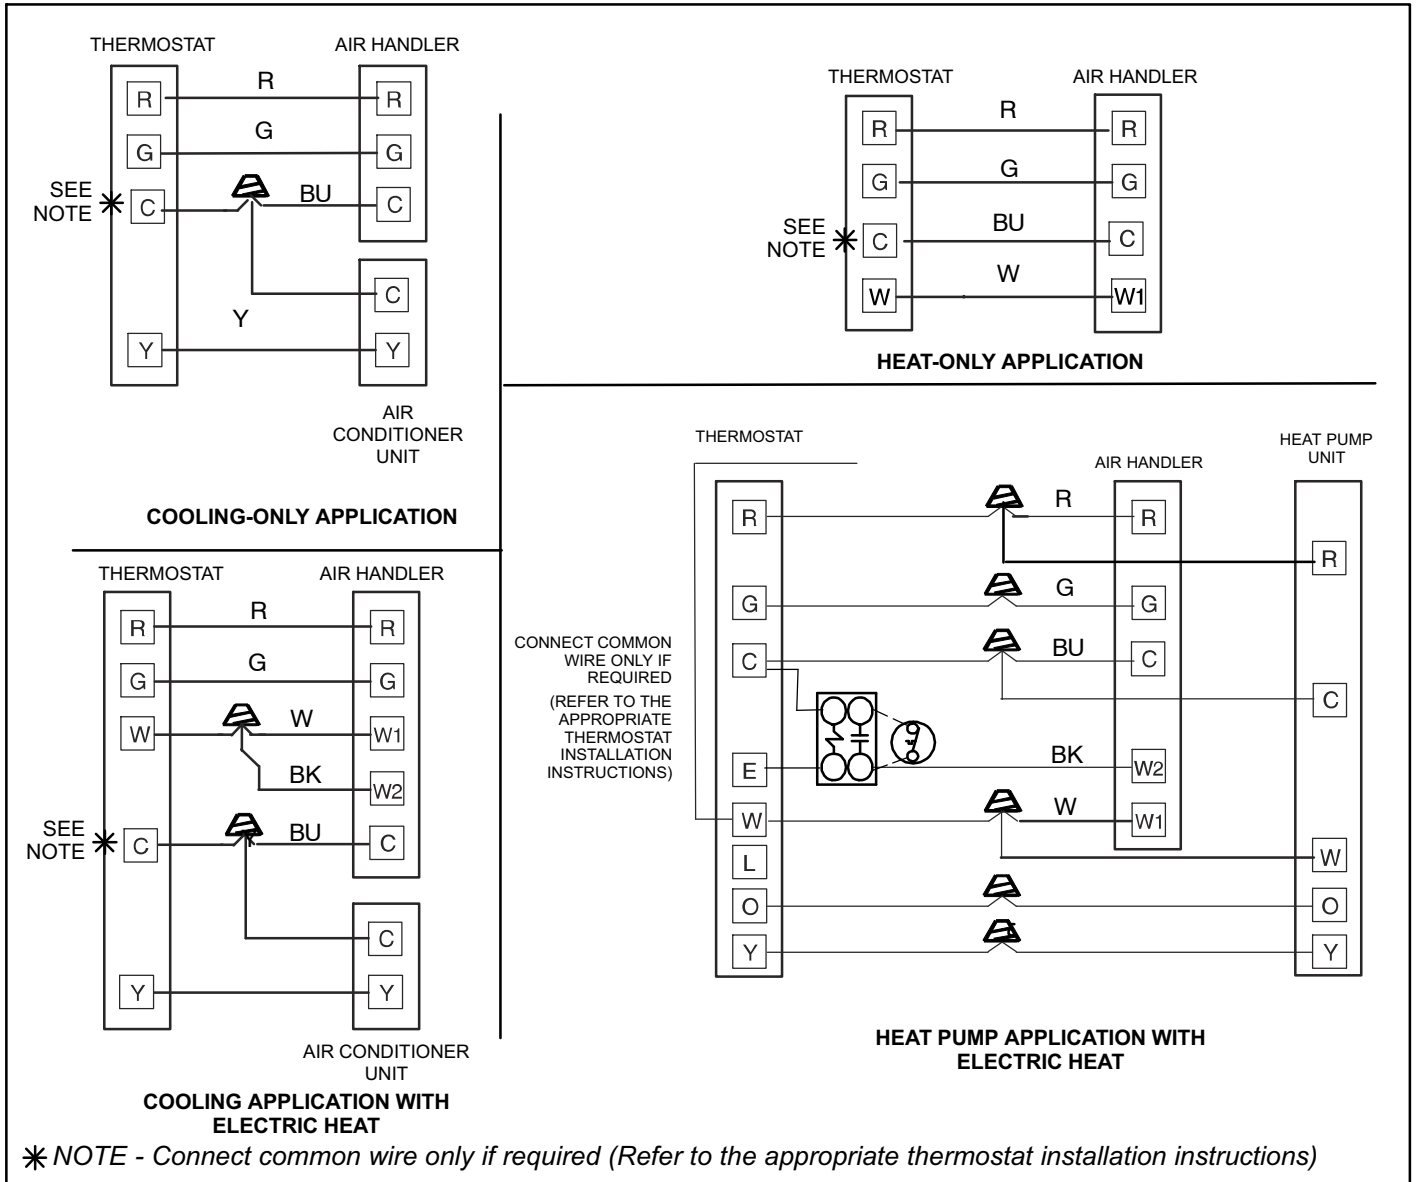 THERMOSTAT AIR HANDLER
R R R
G G G
SEE
NOTE
C BU C
C
Y
Y Y
AIR
CONDITIONER
UNIT
COOLING-ONLY APPLICATION
THERMOSTAT AIR HANDLER
R R R
G G G
SEE
NOTE
C BU C
W W W1
HEAT-ONLY APPLICATION
THERMOSTAT AIR HANDLER
R R R
G G G
W W W1
BK W2
SEE
NOTE
C BU C
C
Y Y
AIR CONDITIONER
UNIT
COOLING APPLICATION WITH
ELECTRIC HEAT
THERMOSTAT
AIR HANDLER
HEAT PUMP
UNIT
R R R
R
G G G
CONNECT COMMON
WIRE ONLY IF
REQUIRED
(REFER TO THE
APPROPRIATE
THERMOSTAT
INSTALLATION
INSTRUCTIONS)
C BU C
C
E BK W2
W W W1
L W
O O
Y Y
HEAT PUMP APPLICATION WITH
ELECTRIC HEAT
NOTE - Connect common wire only if required (Refer to the appropriate thermostat installation instructions)